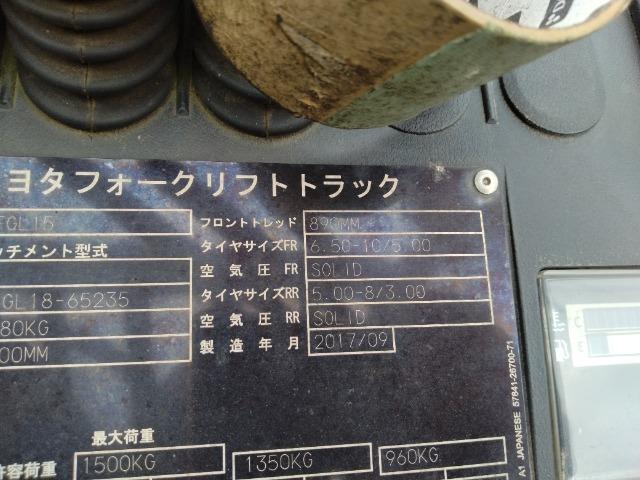 ヨタフォークリフトトラック
TGL15 フロントトレッド 890MM
ッチメント型式 タイヤサイズFR 6.50-10/5.00
空気圧 FR SOLID
GL18-65235 タイヤサイズRR 5.00-8/3.00
80KG 空気圧 RR SOLID
00MM 製造年月 2017/09
最大荷重
許容荷重 1500KG 1350KG 960KG
A1 JAPANESE 57841-26700-71
F
E